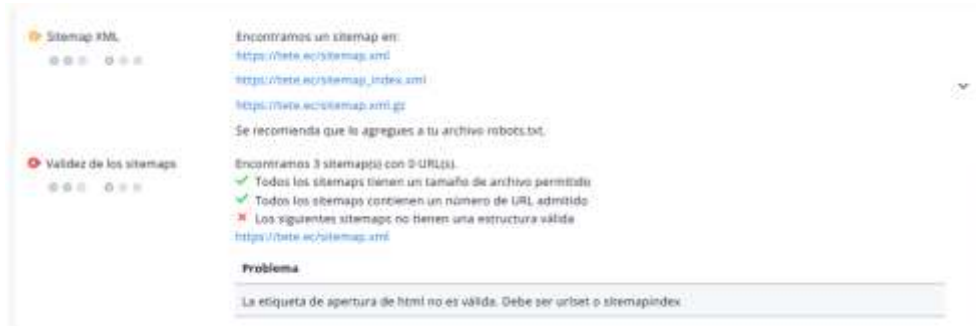 Sitemap XML
Encontramos un sitemap en:
https://tete.ec/sitemap.xml
https://tete.ec/sitemap_index.xml
https://tete.ec/sitemap.xml.gz
Se recomienda que lo agregues a tu archivo robots.txt.
Validez de los sitemaps
Encontramos 3 sitemap(s) con 0 URL(s).
Todos los sitemaps tienen un tamaño de archivo permitido
Todos los sitemaps contienen un número de URL admitido
Los siguientes sitemaps no tienen una estructura válida
https://tete.ec/sitemap.xml
Problema
La etiqueta de apertura de html no es válida. Debe ser urlset o sitemapindex